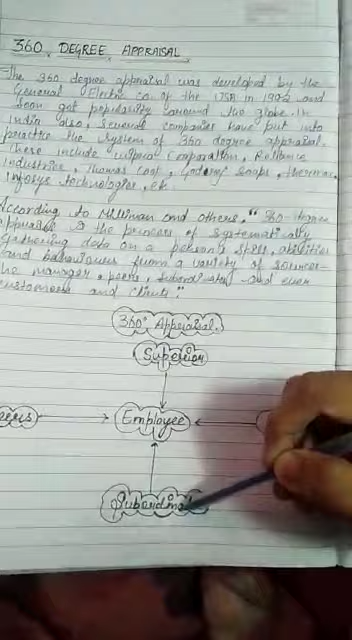 360 DEGREE APPRAISAL
The 360 degree appraisal was developed by the
General Electric co. of the USA in 1992 and
soon got popularity around the globe. In
India also, several companies have put into
practice the system of 360 degree appraisal.
These include wipro Corporation, Reliance
Industries, Thomas Cook, Godrej Soaps, thermax,
Infosys technologies, etc.
According to Milliman and others, "360 degree
appraisal is the process of systematically
gathering data on a person's skills, abilities
and behaviours from a variety of sources-
the manager, peers, subordinates and even
customers and clients".
360° Appraisal.
Superior
Employee